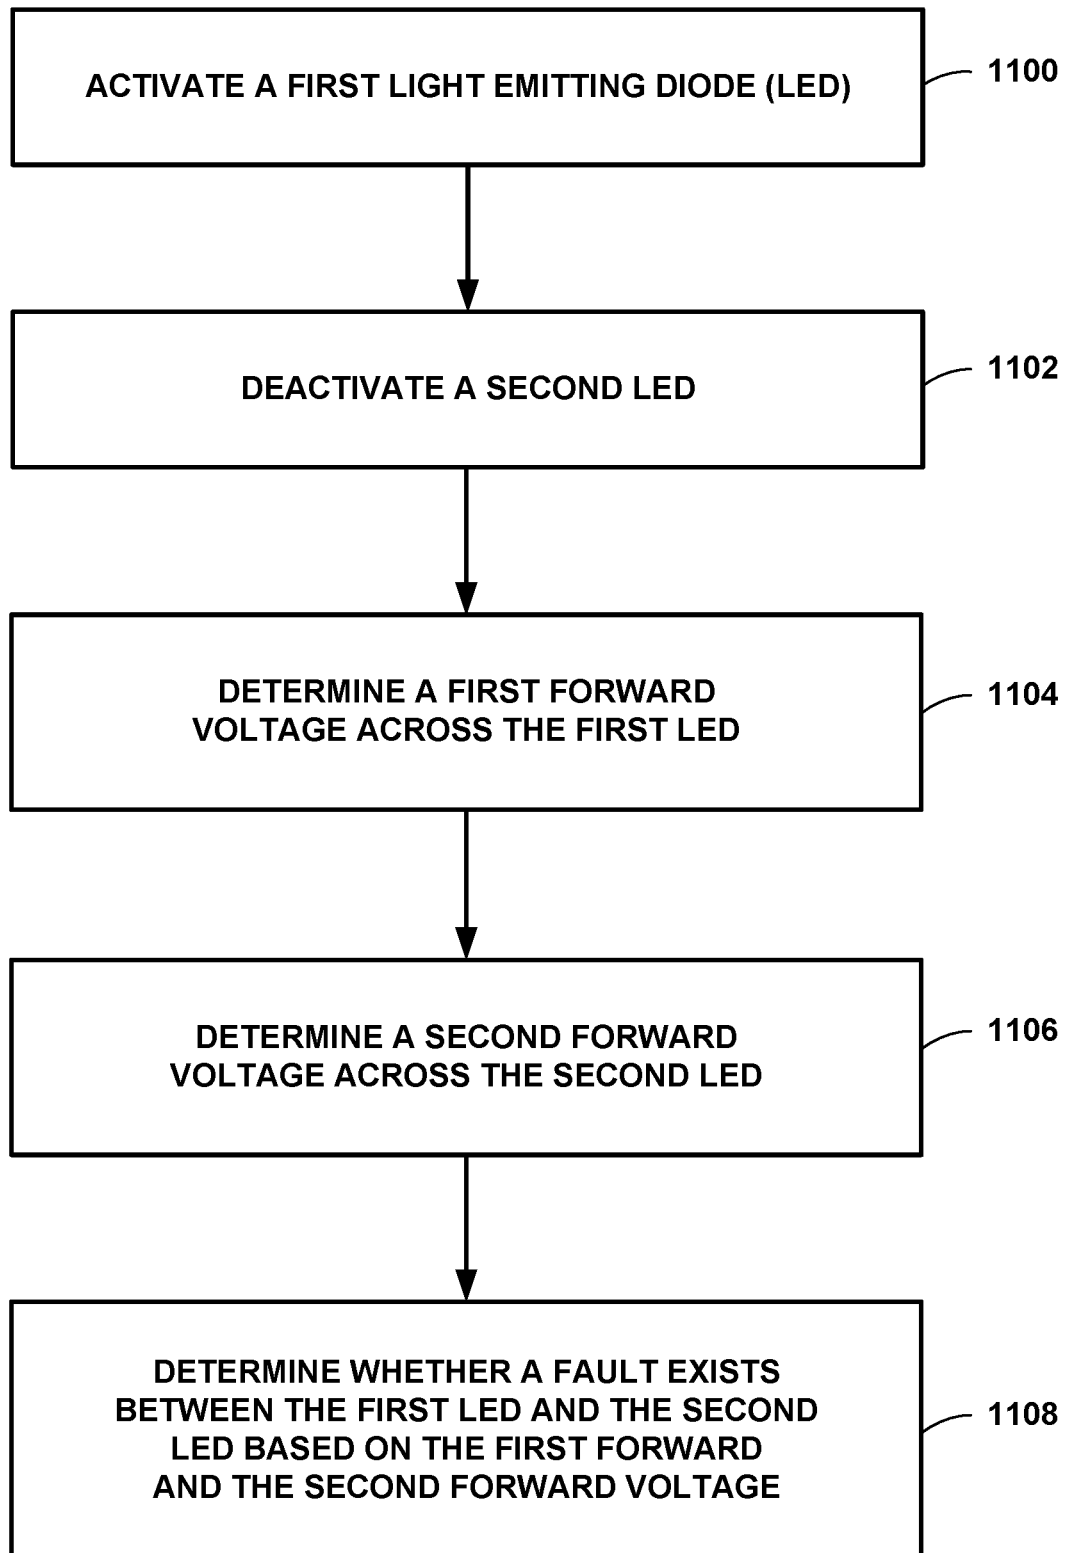 ACTIVATE A FIRST LIGHT EMITTING DIODE (LED)
1100
DEACTIVATE A SECOND LED
1102
DETERMINE A FIRST FORWARD
VOLTAGE ACROSS THE FIRST LED
1104
DETERMINE A SECOND FORWARD
VOLTAGE ACROSS THE SECOND LED
1106
DETERMINE WHETHER A FAULT EXISTS
BETWEEN THE FIRST LED AND THE SECOND
LED BASED ON THE FIRST FORWARD
AND THE SECOND FORWARD VOLTAGE
1108